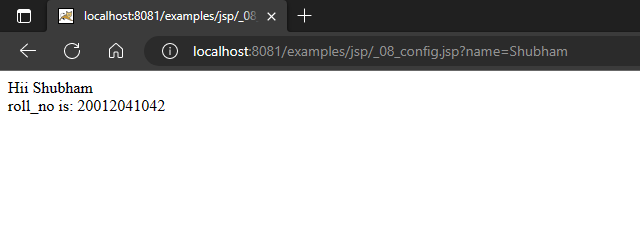 localhost:8081/examples/jsp/_08
localhost:8081/examples/jsp/_08_config.jsp?name=Shubham
Hii Shubham
roll_no is: 20012041042